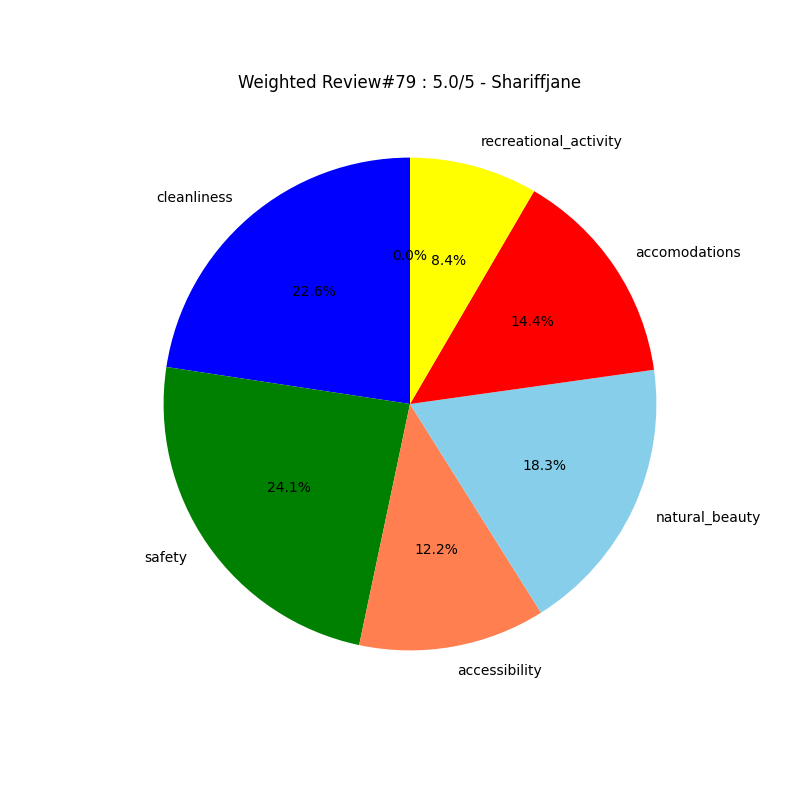 Weighted Review#79 : 5.0/5 - Shariffjane
recreational_activity
cleanliness
accomodations
0.0%
8.4%
22.6%
14.4%
18.3%
24.1%
natural_beauty
12.2%
safety
accessibility